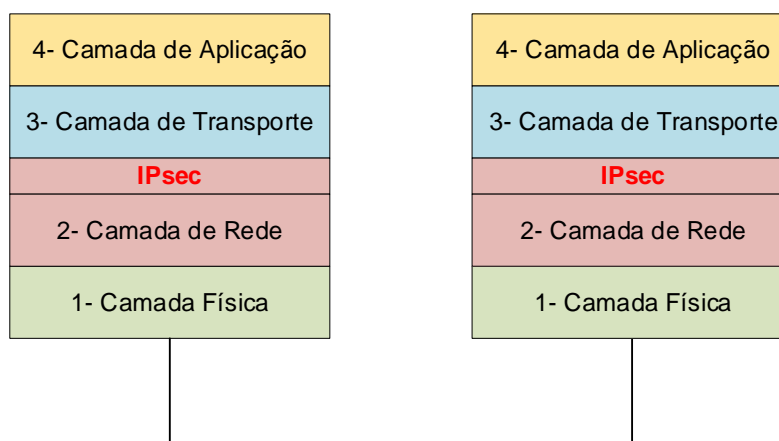 4- Camada de Aplicação
3- Camada de Transporte
IPsec
2- Camada de Rede
1- Camada Física
4- Camada de Aplicação
3- Camada de Transporte
IPsec
2- Camada de Rede
1- Camada Física